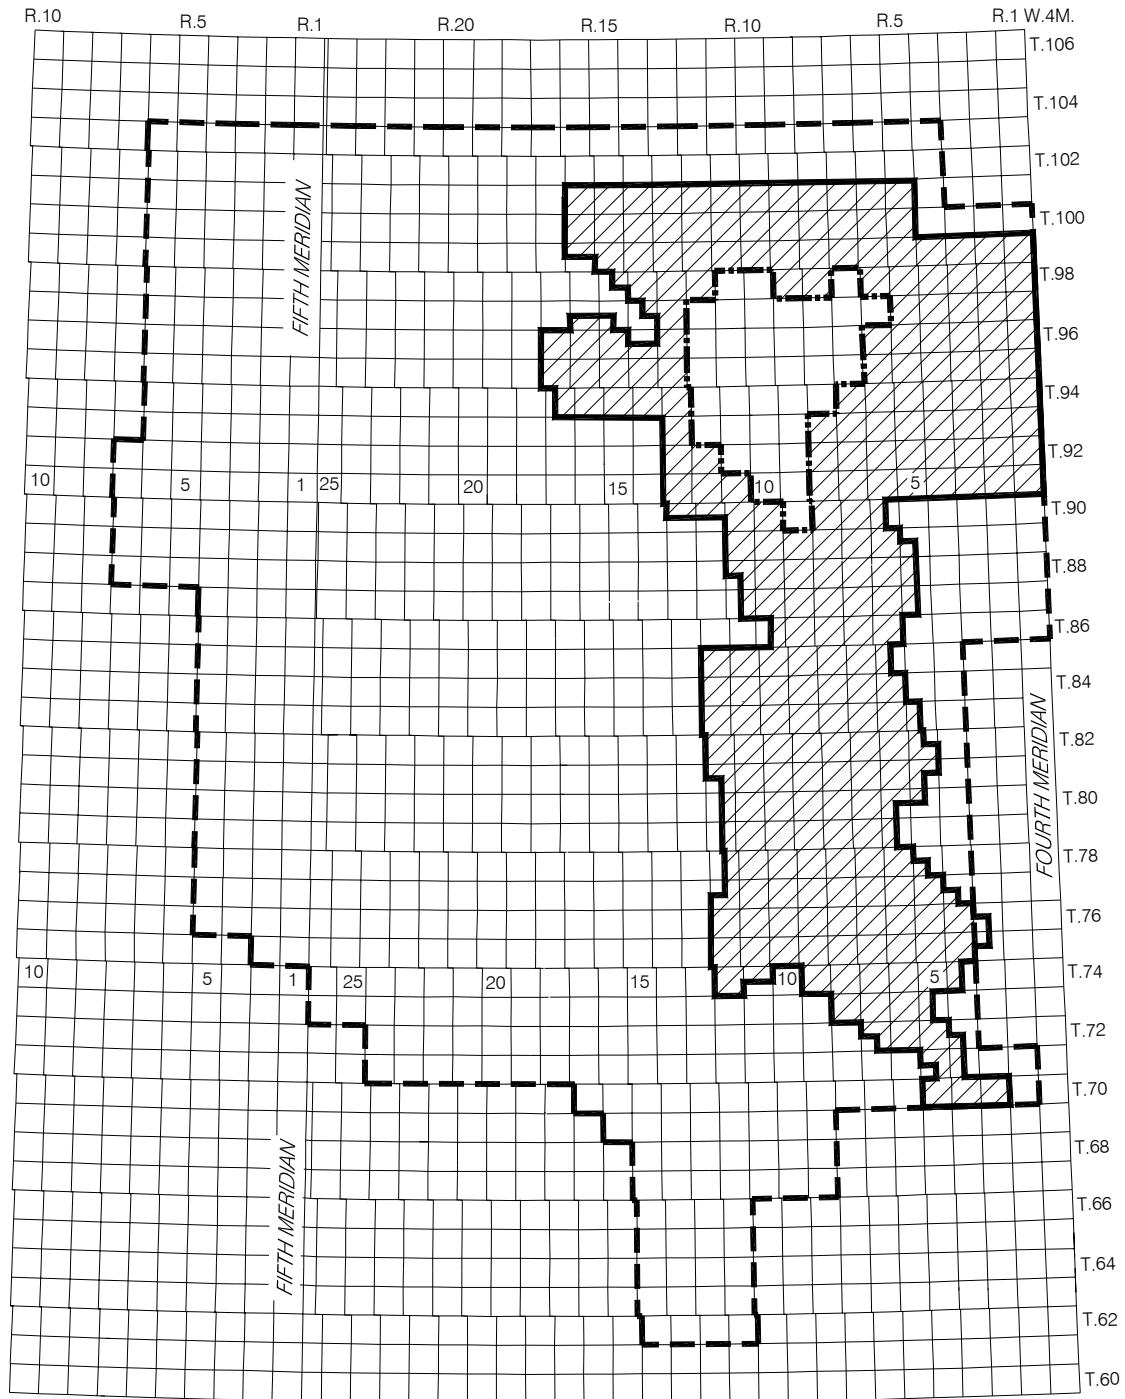 R.10 R.5 R.1 R.20 R.15 R.10 R.5 R.1 W.4M.
T.106
T.104
T.102
T.100
T.98
T.96
T.94
T.92
T.90
T.88
T.86
T.84
T.82
T.80
T.78
T.76
T.74
T.72
T.70
T.68
T.66
T.64
T.62
T.60
FIFTH MERIDIAN
10 5 1 25 20 15 10 5
FOURTH MERIDIAN
10 5 1 25 20 15 10 5
FIFTH MERIDIAN